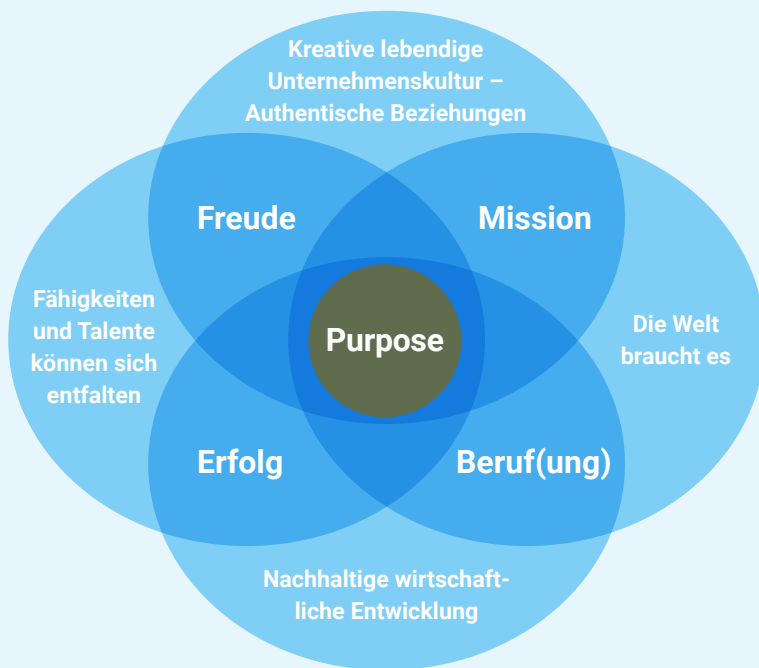 Kreative lebendige
Unternehmenskultur –
Authentische Beziehungen
Freude
Mission
Fähigkeiten
und Talente
können sich
entfalten
Purpose
Die Welt
braucht es
Erfolg
Beruf(ung)
Nachhaltige wirtschaft-
liche Entwicklung